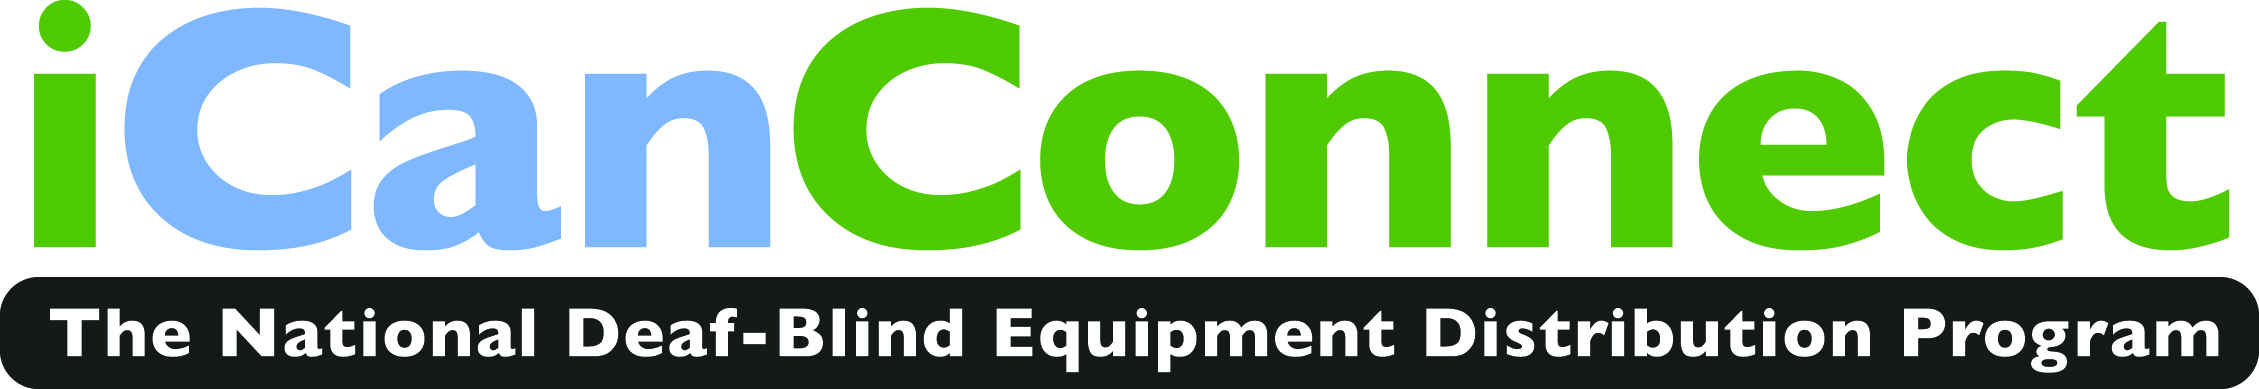 iCanConnect
The National Deaf-Blind Equipment Distribution Program